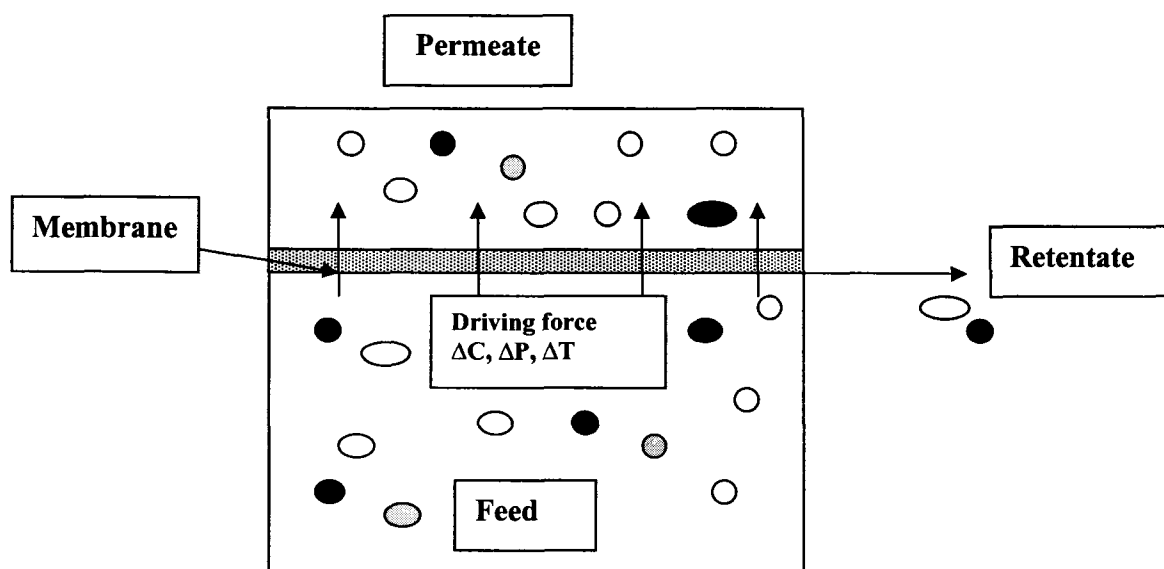 Permeate
Membrane
Retentate
Driving force
ΔC, ΔP, ΔT
Feed